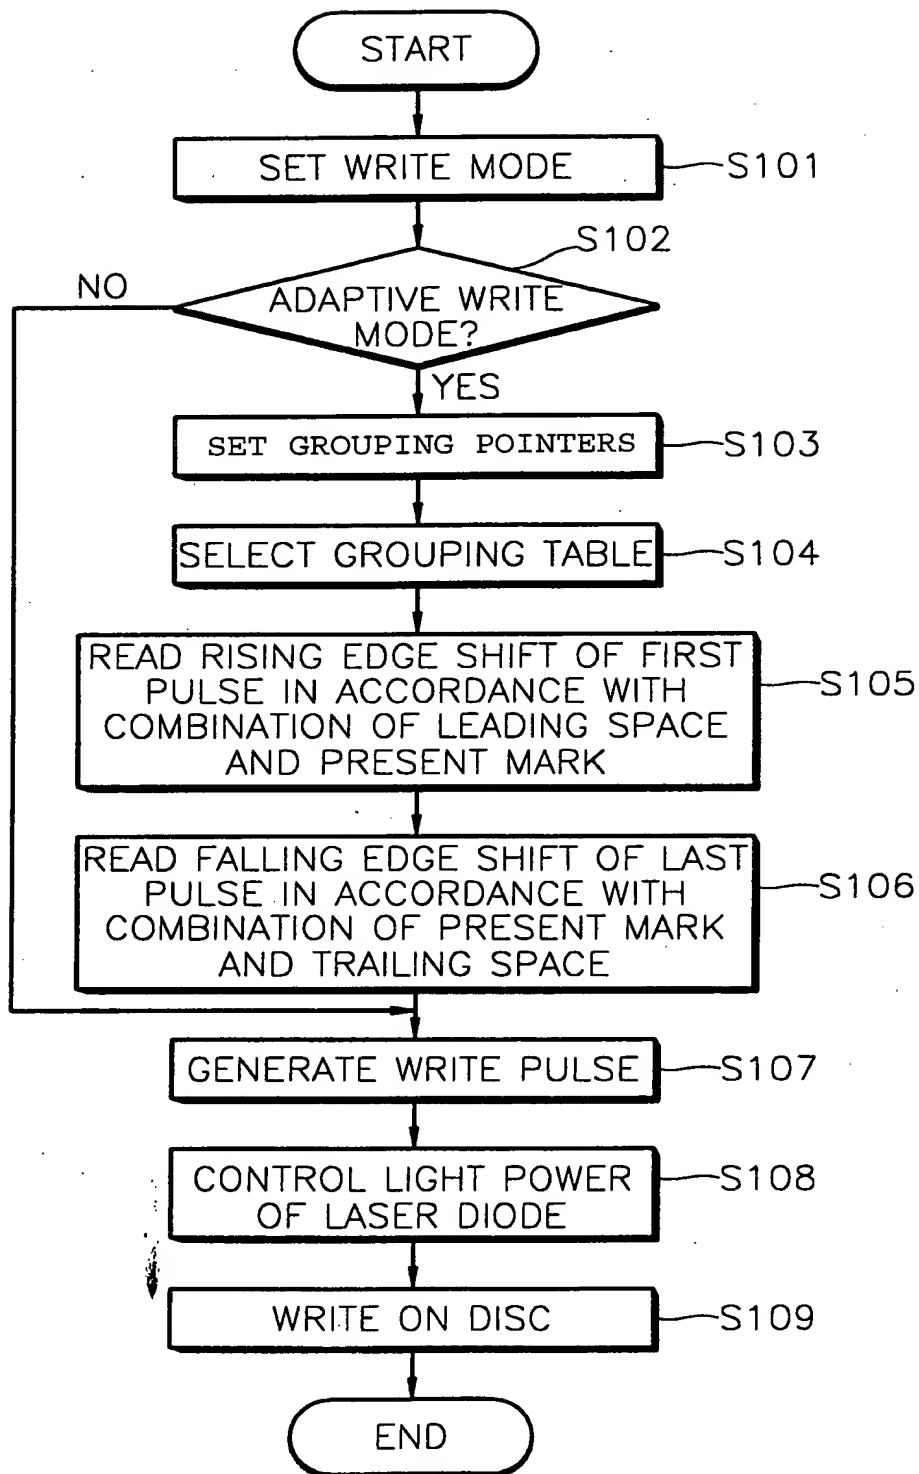 START
SET WRITE MODE
S101
S102
NO
ADAPTIVE WRITE
MODE?
YES
SET GROUPING POINTERS
S103
SELECT GROUPING TABLE
S104
READ RISING EDGE SHIFT OF FIRST
PULSE IN ACCORDANCE WITH
COMBINATION OF LEADING SPACE
AND PRESENT MARK
S105
READ FALLING EDGE SHIFT OF LAST
PULSE IN ACCORDANCE WITH
COMBINATION OF PRESENT MARK
AND TRAILING SPACE
S106
GENERATE WRITE PULSE
S107
CONTROL LIGHT POWER
OF LASER DIODE
S108
WRITE ON DISC
S109
END